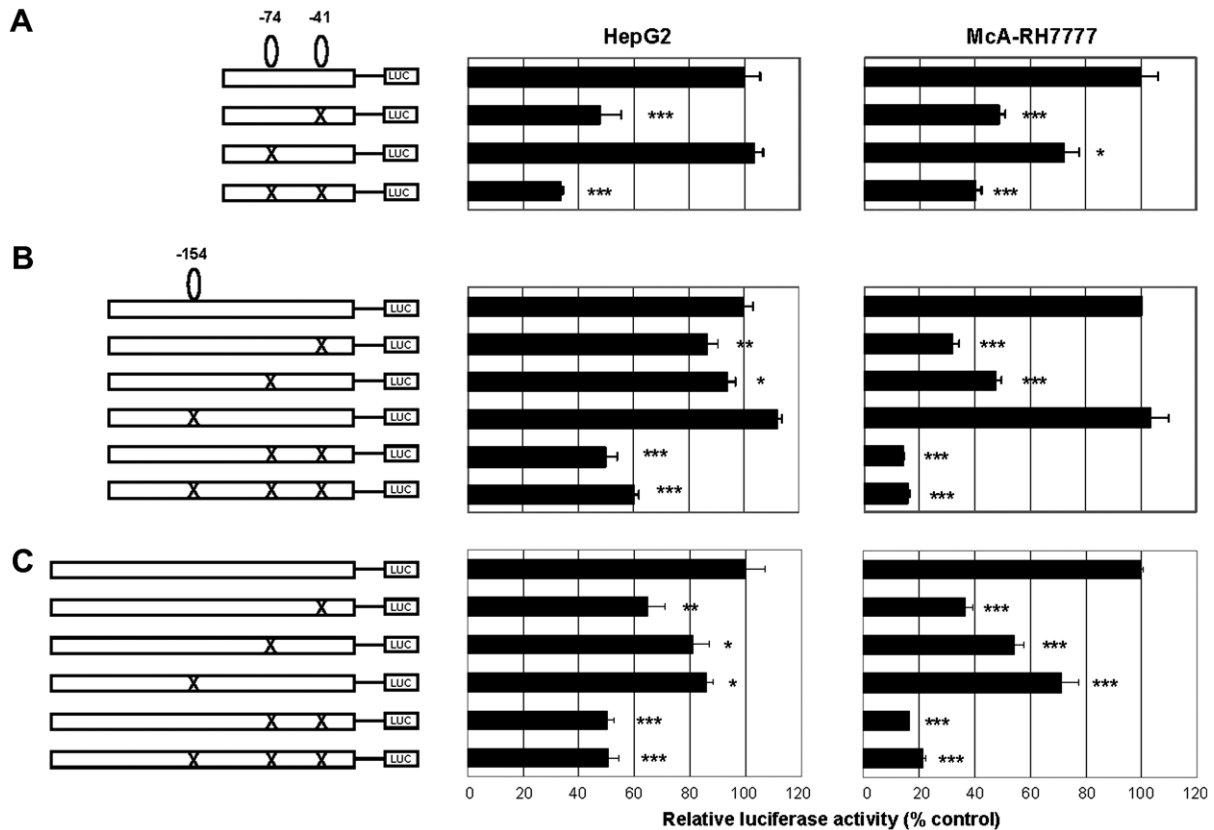 A
-74 -41
HepG2
McA-RH7777
LUC
LUC ***
***
X
LUC
X
*
LUC ***
***
X X
B
-154
LUC
LUC ** ***
X
LUC * ***
X
LUC
X
LUC *** ***
X X
LUC *** ***
X X X
C
LUC
LUC ** ***
X
LUC * ***
X
LUC * ***
X
LUC *** ***
X X
LUC *** ***
X X X
0 20 40 60 80 100 120
0 20 40 60 80 100 120
Relative luciferase activity (% control)